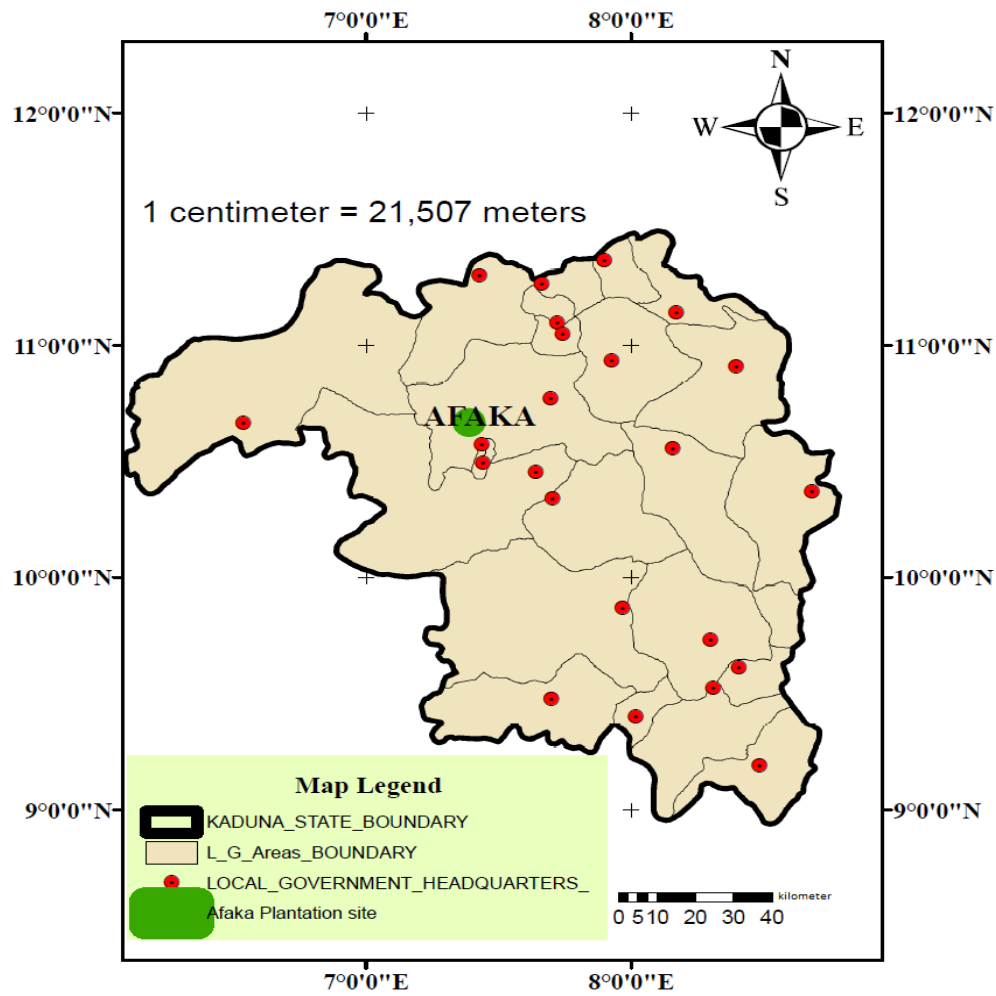 7°0'0"E 8°0'0"E
N
12°0'0"N 12°0'0"N
W E
S
1 centimeter = 21,507 meters
11°0'0"N 11°0'0"N
AFAKA
10°0'0"N 10°0'0"N
Map Legend
9°0'0"N 9°0'0"N
KADUNA_STATE_BOUNDARY
L_G_Areas_BOUNDARY
LOCAL_GOVERNMENT_HEADQUARTERS_
Afaka Plantation site
kilometer
0 5 10 20 30 40
7°0'0"E 8°0'0"E